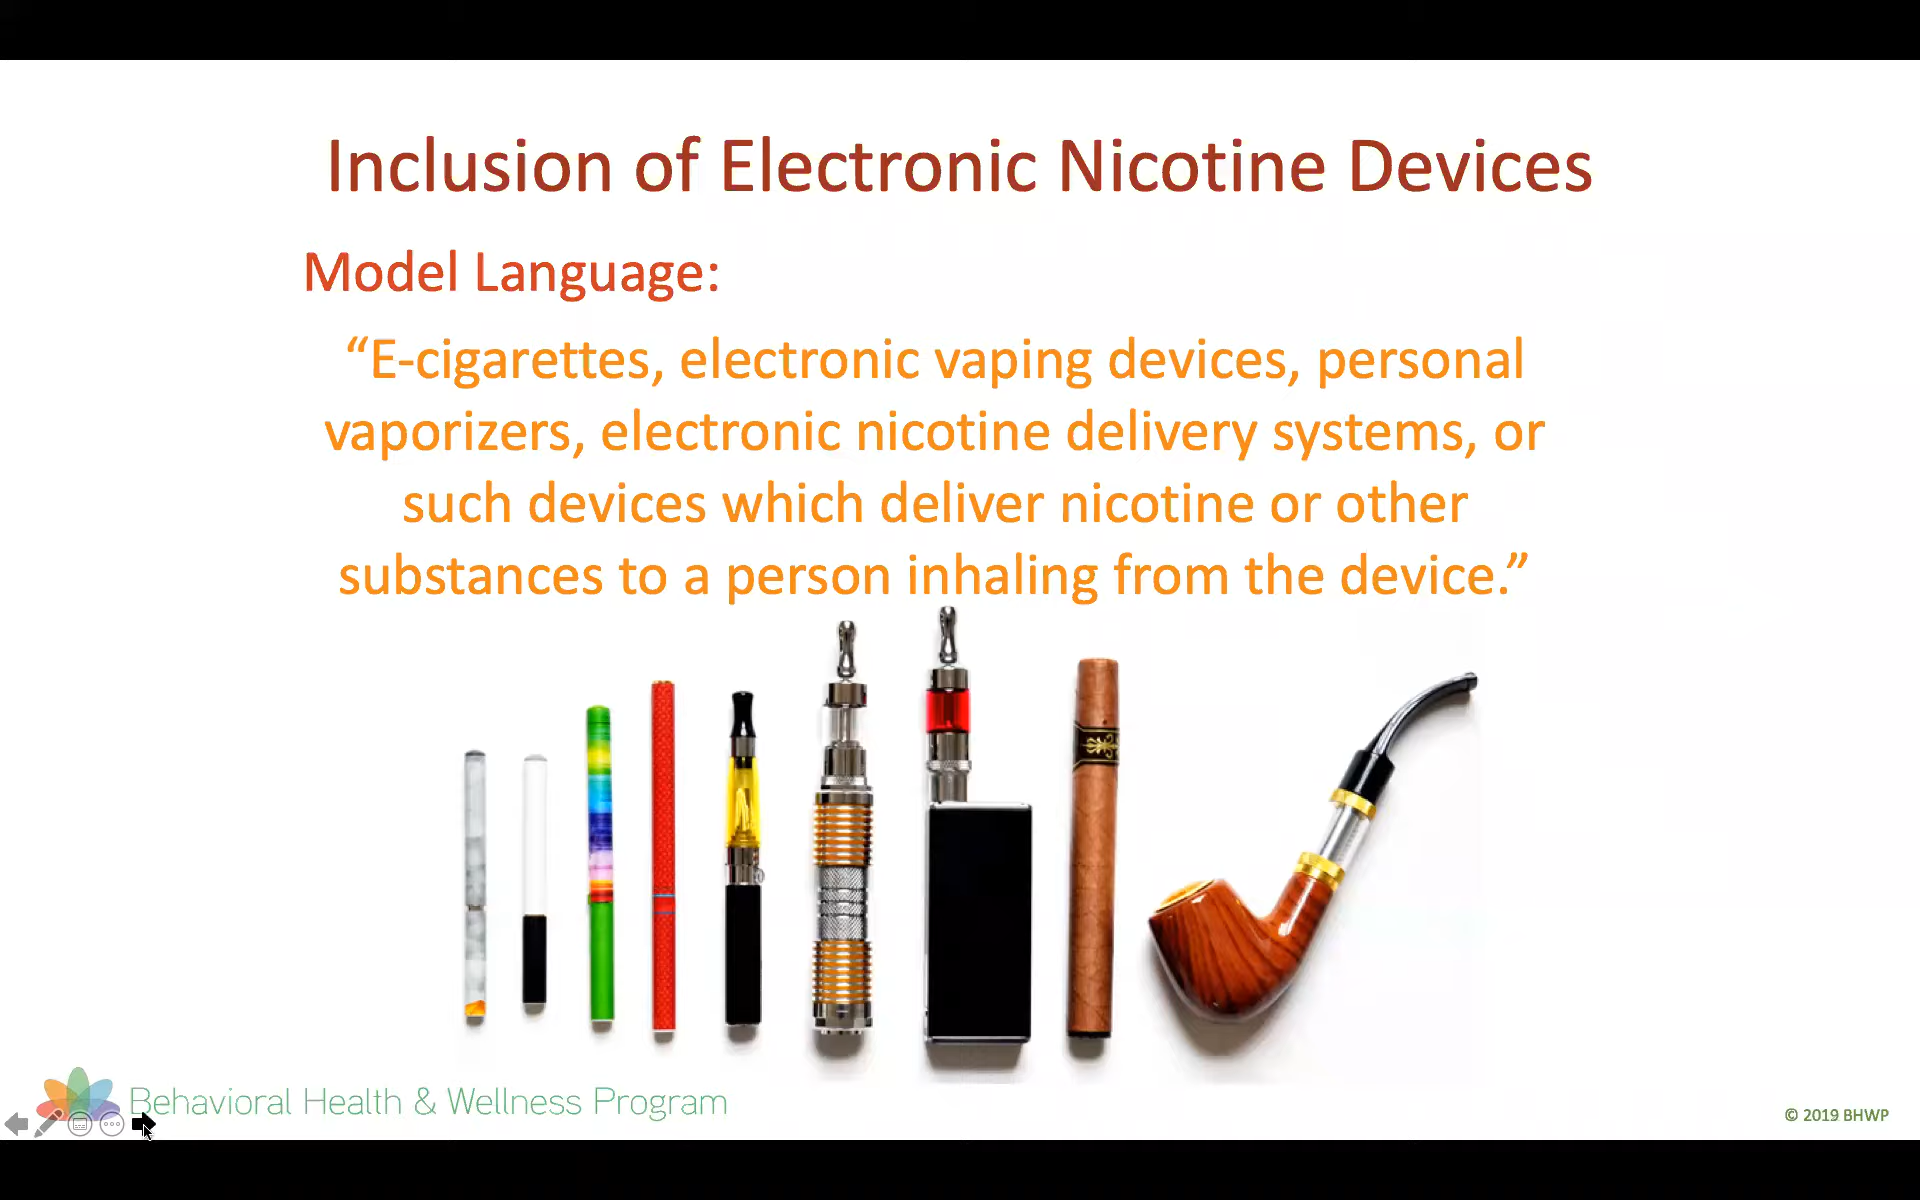 Inclusion of Electronic Nicotine Devices
Model Language:
“E-cigarettes, electronic vaping devices, personal
vaporizers, electronic nicotine delivery systems, or
such devices which deliver nicotine or other
substances to a person inhaling from the device.”
Behavioral Health & Wellness Program
© 2019 BHWP